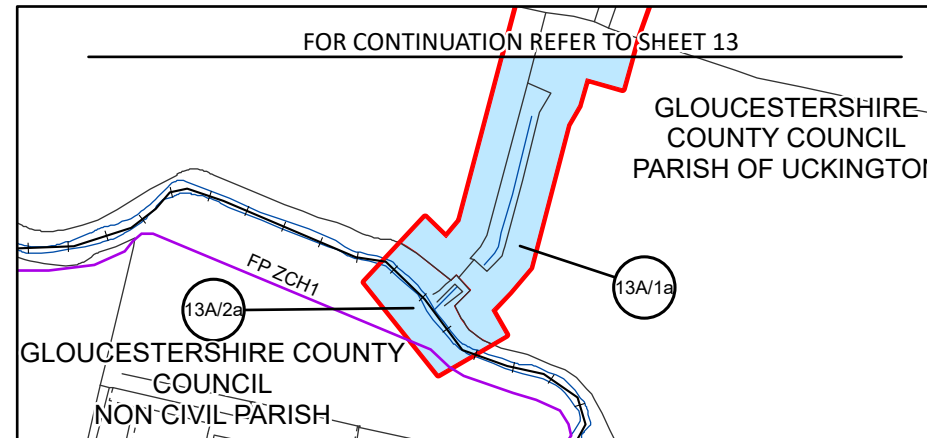 FOR CONTINUATION REFER TO SHEET 13
GLOUCESTERSHIRE
COUNTY COUNCIL
PARISH OF UCKINGTON
FP ZCH1
13A/1a
13A/2a
GLOUCESTERSHIRE COUNTY
COUNCIL
NON CIVIL PARISH